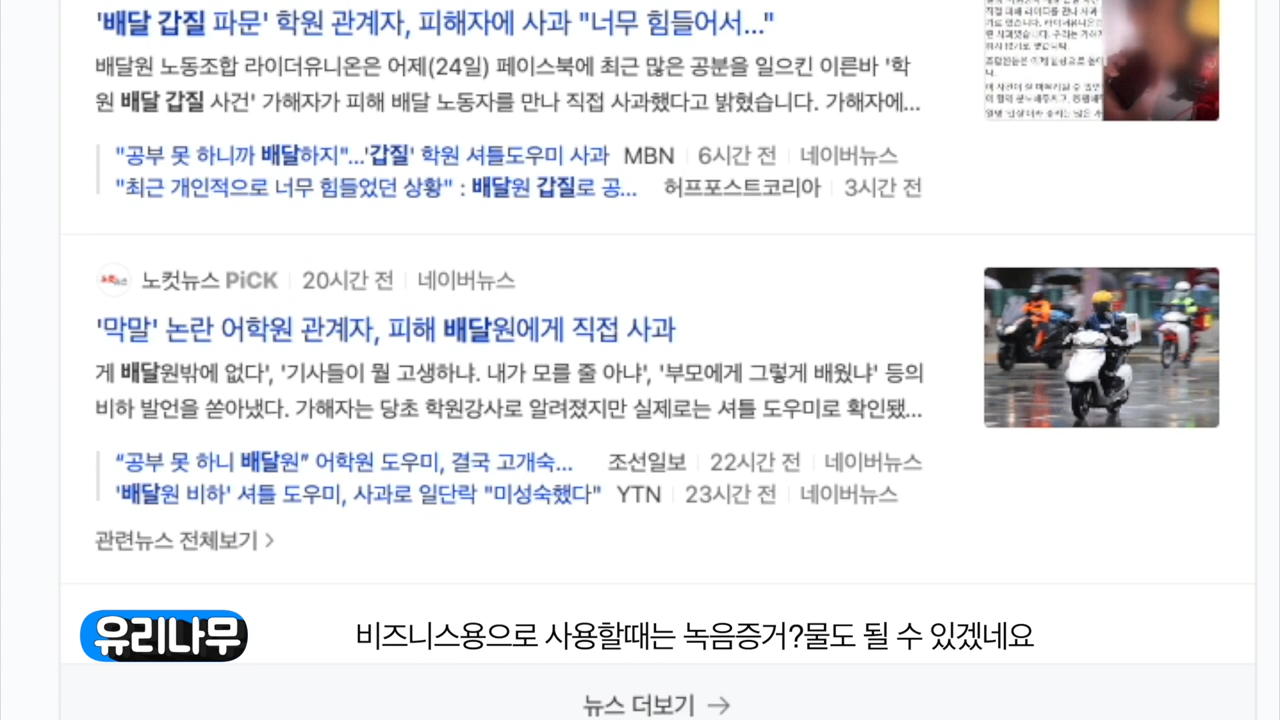 '배달 갑질 파문' 학원 관계자, 피해자에 사과 "너무 힘들어서..."
배달원 노동조합 라이더유니온은 어제(24일) 페이스북에 최근 많은 공분을 일으킨 이른바 '학
원 배달 갑질 사건' 가해자가 피해 배달 노동자를 만나 직접 사과했다고 밝혔습니다. 가해자에...
"공부 못 하니까 배달하지"...'갑질' 학원 셔틀도우미 사과 MBN 6시간 전 네이버뉴스
"최근 개인적으로 너무 힘들었던 상황" : 배달원 갑질로 공... 허프포스트코리아 3시간 전
노컷뉴스 PiCK 20시간 전 네이버뉴스
'막말' 논란 어학원 관계자, 피해 배달원에게 직접 사과
게 배달원밖에 없다', '기사들이 뭘 고생하냐. 내가 모를 줄 아냐', '부모에게 그렇게 배웠냐' 등의
비하 발언을 쏟아냈다. 가해자는 당초 학원강사로 알려졌지만 실제로는 셔틀 도우미로 확인됐...
“공부 못 하니 배달원” 어학원 도우미, 결국 고개숙... 조선일보 22시간 전 네이버뉴스
'배달원 비하' 셔틀 도우미, 사과로 일단락 "미성숙했다" YTN 23시간 전 네이버뉴스
관련뉴스 전체보기 >
유리나무 비즈니스용으로 사용할때는 녹음증거?물도 될 수 있겠네요
뉴스 더보기 →